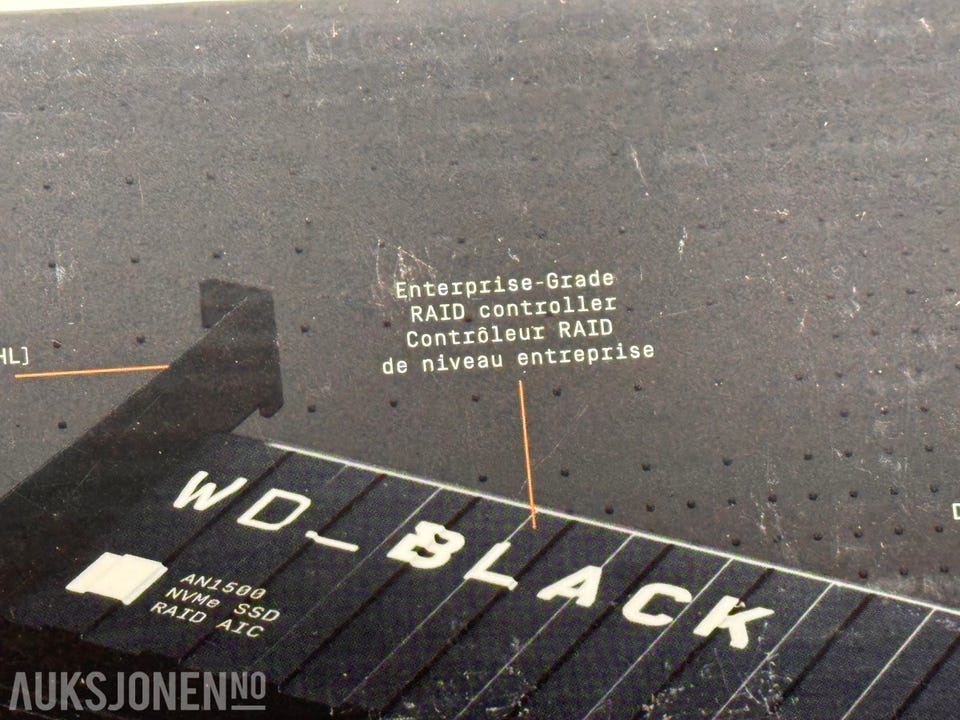 Enterprise-Grade
RAID controller
Contrôleur RAID
de niveau entreprise
HL]
WD_BLACK
AN1500
NVMe SSD
RAID AIC
AUKSJONEN NO